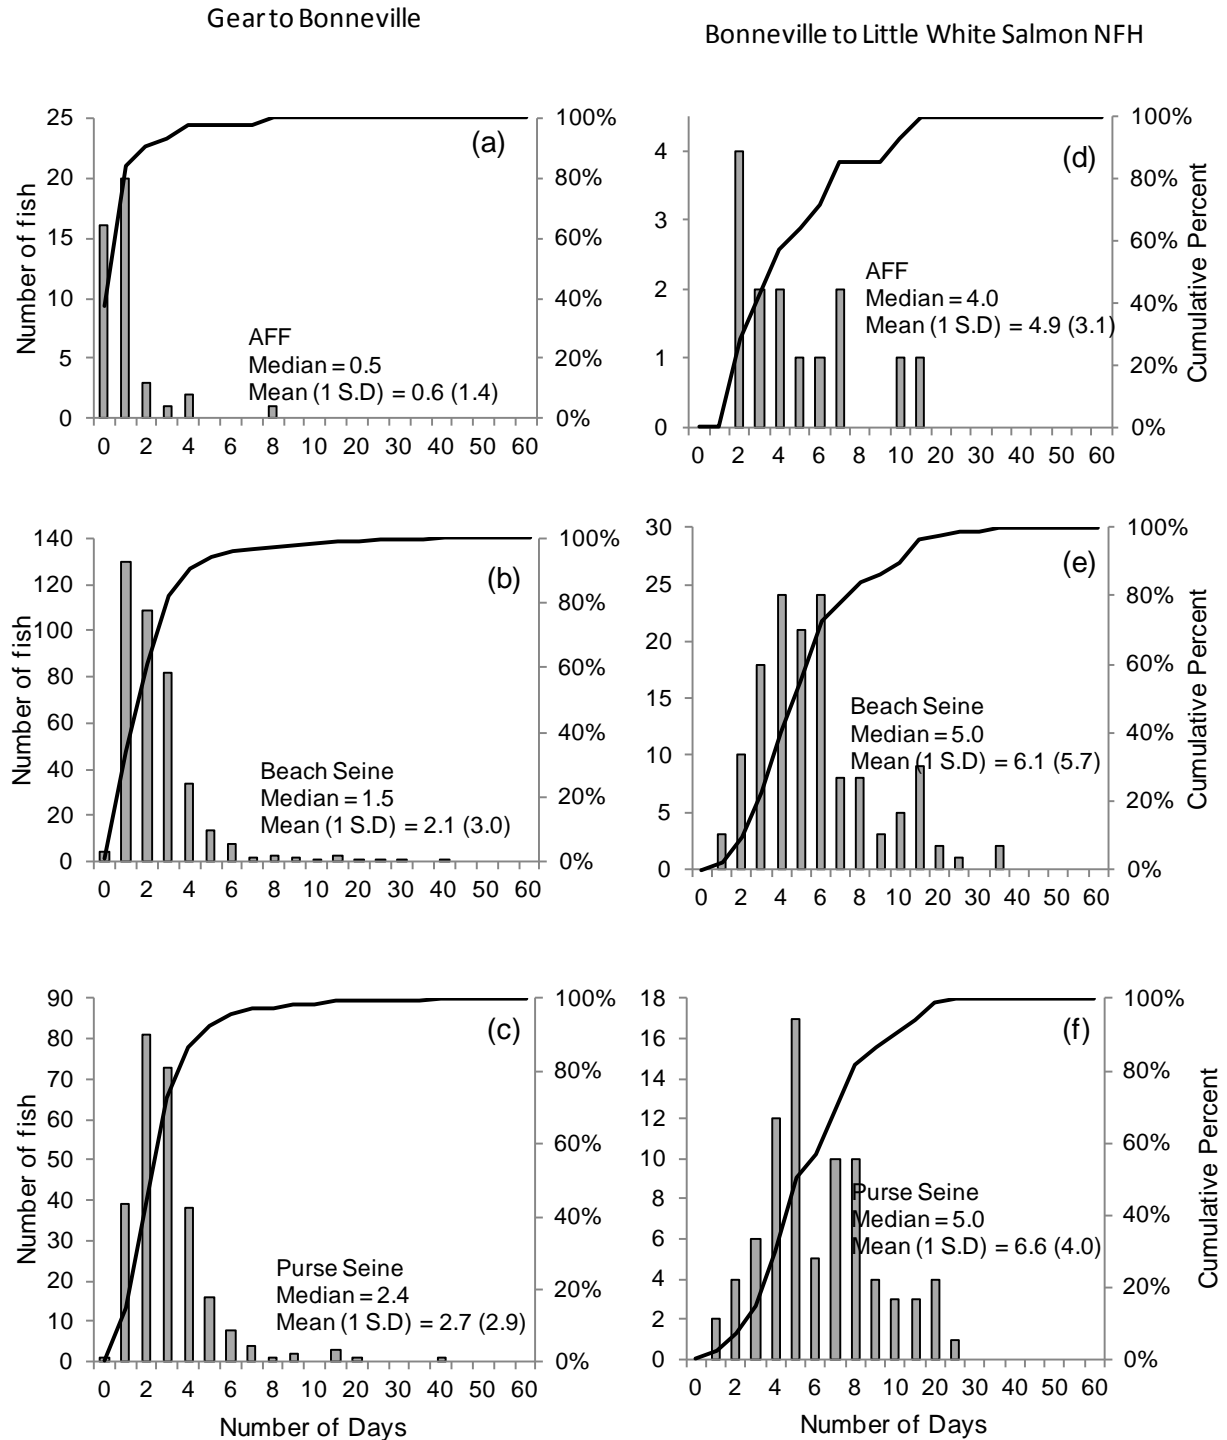 Gear to Bonneville
Bonneville to Little White Salmon NFH
25
20
15
10
5
0
Number of fish
100%
80%
60%
40%
20%
0%
(a)
AFF
Median = 0.5
Mean (1 S.D) = 0.6 (1.4)
0 2 4 6 8 10 20 30 40 50 60
4
3
2
1
0
100%
80%
60%
40%
20%
0%
Cumulative Percent
(d)
AFF
Median = 4.0
Mean (1 S.D) = 4.9 (3.1)
0 2 4 6 8 10 20 30 40 50 60
140
120
100
80
60
40
20
0
Number of fish
100%
80%
60%
40%
20%
0%
(b)
Beach Seine
Median = 1.5
Mean (1 S.D) = 2.1 (3.0)
0 2 4 6 8 10 20 30 40 50 60
30
25
20
15
10
5
0
100%
80%
60%
40%
20%
0%
Cumulative Percent
(e)
Beach Seine
Median = 5.0
Mean (1 S.D) = 6.1 (5.7)
0 2 4 6 8 10 20 30 40 50 60
90
80
70
60
50
40
30
20
10
0
Number of fish
100%
80%
60%
40%
20%
0%
(c)
Purse Seine
Median = 2.4
Mean (1 S.D) = 2.7 (2.9)
0 2 4 6 8 10 20 30 40 50 60
Number of Days
18
16
14
12
10
8
6
4
2
0
100%
80%
60%
40%
20%
0%
Cumulative Percent
(f)
Purse Seine
Median = 5.0
Mean (1 S.D) = 6.6 (4.0)
0 2 4 6 8 10 20 30 40 50 60
Number of Days